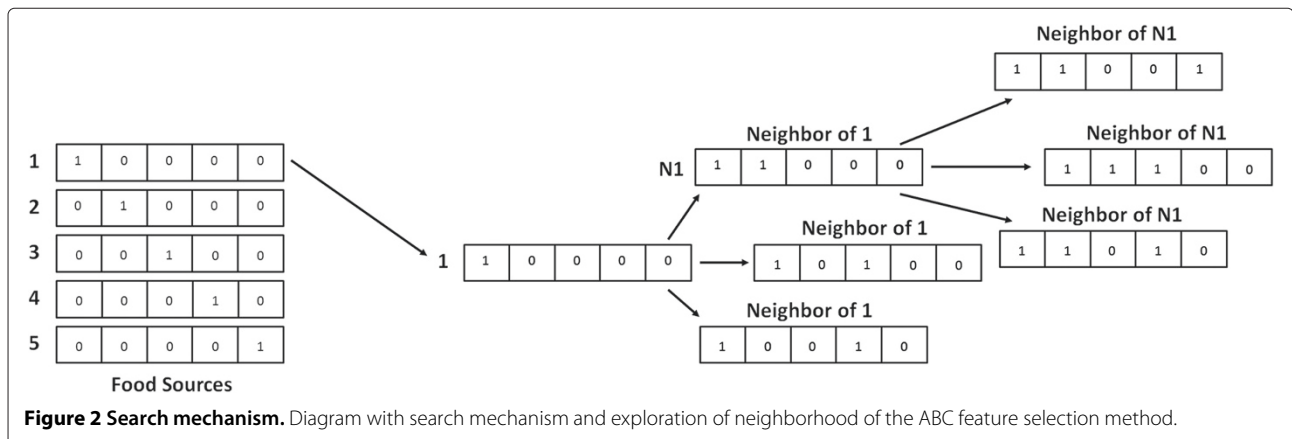 Neighbor of N1
1 1 0 0 1
Neighbor of 1
N1 1 1 0 0 0
Neighbor of N1
1 1 1 0 0
1 1 0 0 0 0
2 0 1 0 0 0
3 0 0 1 0 0
4 0 0 0 1 0
5 0 0 0 0 1
Food Sources
1 1 0 0 0 0
Neighbor of 1
1 0 1 0 0
Neighbor of N1
1 1 0 1 0
Neighbor of 1
1 0 0 1 0
Figure 2 Search mechanism. Diagram with search mechanism and exploration of neighborhood of the ABC feature selection method.